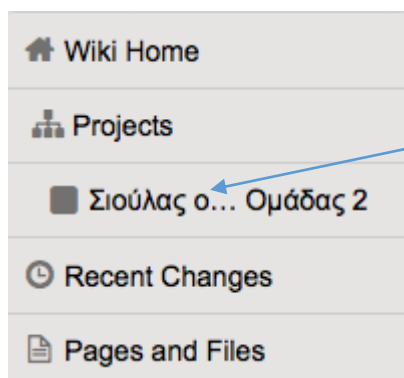 Wiki Home
Projects
Σιούλας ο... Ομάδας 2
Recent Changes
Pages and Files